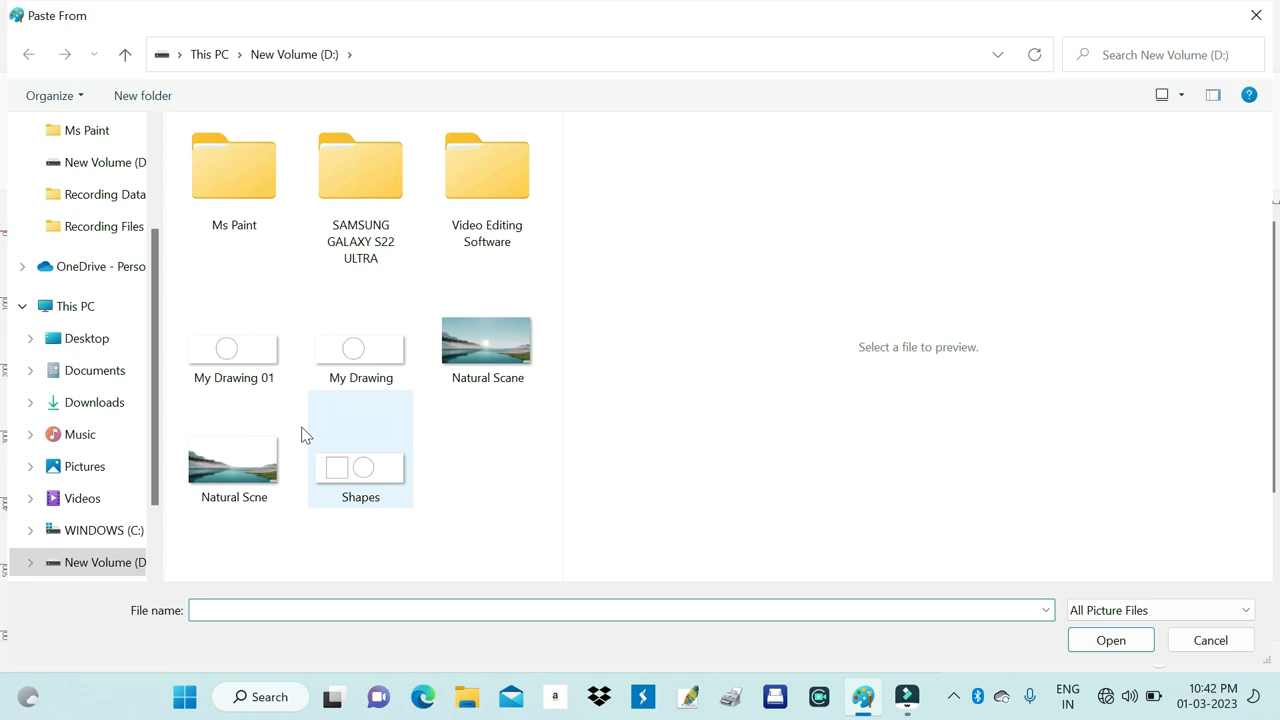 Paste From
This PC
New Volume (D:)
Search New Volume (D:)
Organize
New folder
Ms Paint
New Volume (D
Recording Data
Recording Files
OneDrive - Perso
This PC
Desktop
Documents
Downloads
Music
Pictures
Videos
WINDOWS (C:)
New Volume (D
Ms Paint
SAMSUNG
GALAXY S22
ULTRA
Video Editing
Software
My Drawing 01
My Drawing
Natural Scane
Natural Scne
Shapes
Select a file to preview.
File name:
All Picture Files
Open
Cancel
Search
a
ENG
IN
10:42 PM
01-03-2023